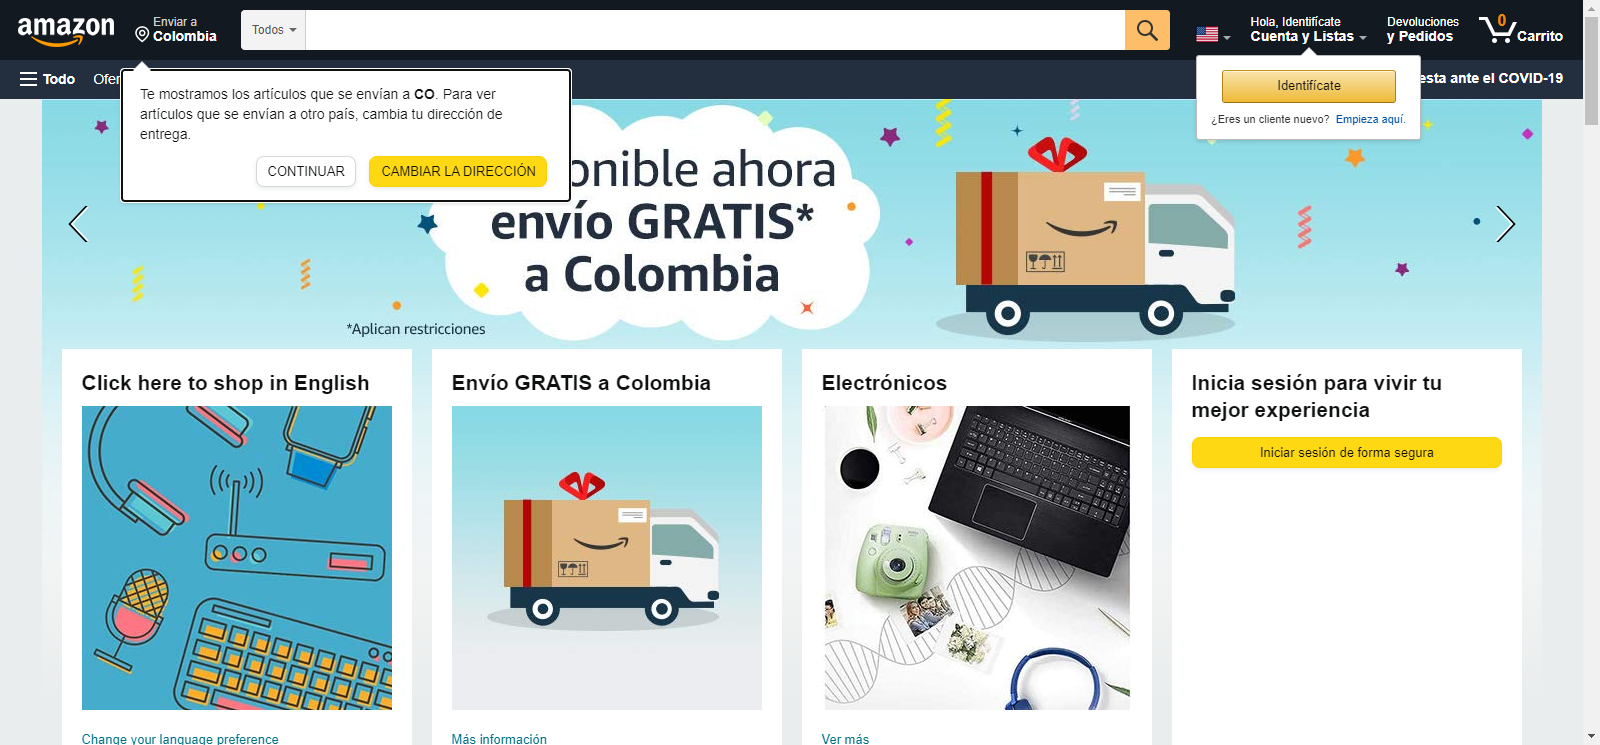 amazon
Enviar a
Colombia
Todos
Hola, Identifícate
Cuenta y Listas
Devoluciones
y Pedidos
0
Carrito
Todo
Ofer
esta ante el COVID-19
Te mostramos los artículos que se envían a CO. Para ver
artículos que se envían a otro país, cambia tu dirección de
entrega.
CONTINUAR
CAMBIAR LA DIRECCIÓN
Identifícate
¿Eres un cliente nuevo? Empieza aquí.
onible ahora
envío GRATIS*
a Colombia
*Aplican restricciones
Click here to shop in English
Envío GRATIS a Colombia
Electrónicos
Inicia sesión para vivir tu
mejor experiencia
Iniciar sesión de forma segura
Change your language preference
Más información
Ver más